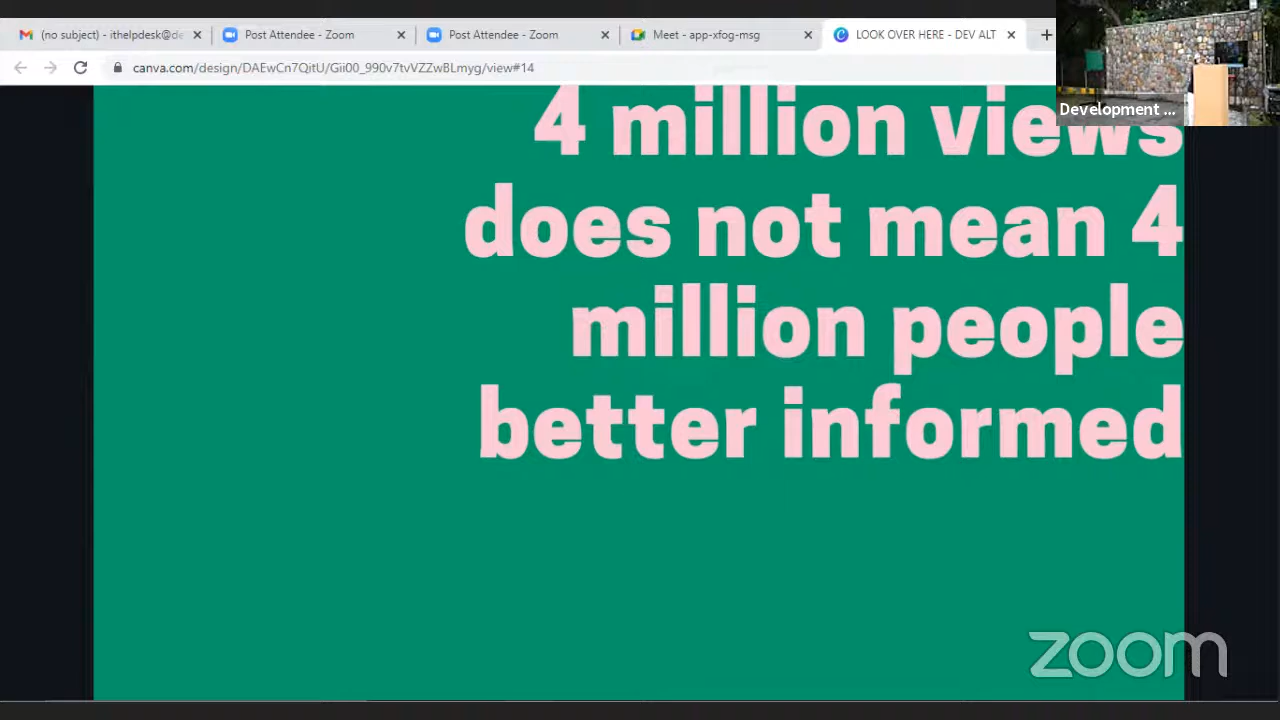 (no subject) - ithelpdesk@de
Post Attendee - Zoom
Post Attendee - Zoom
Meet - app-xfog-msg
LOOK OVER HERE - DEV ALT
canva.com/design/DAEwCn7QitU/Gii00_990v7tvVZZwBLmyg/view#14
Development ...
4 million views
does not mean 4
million people
better informed
zoom